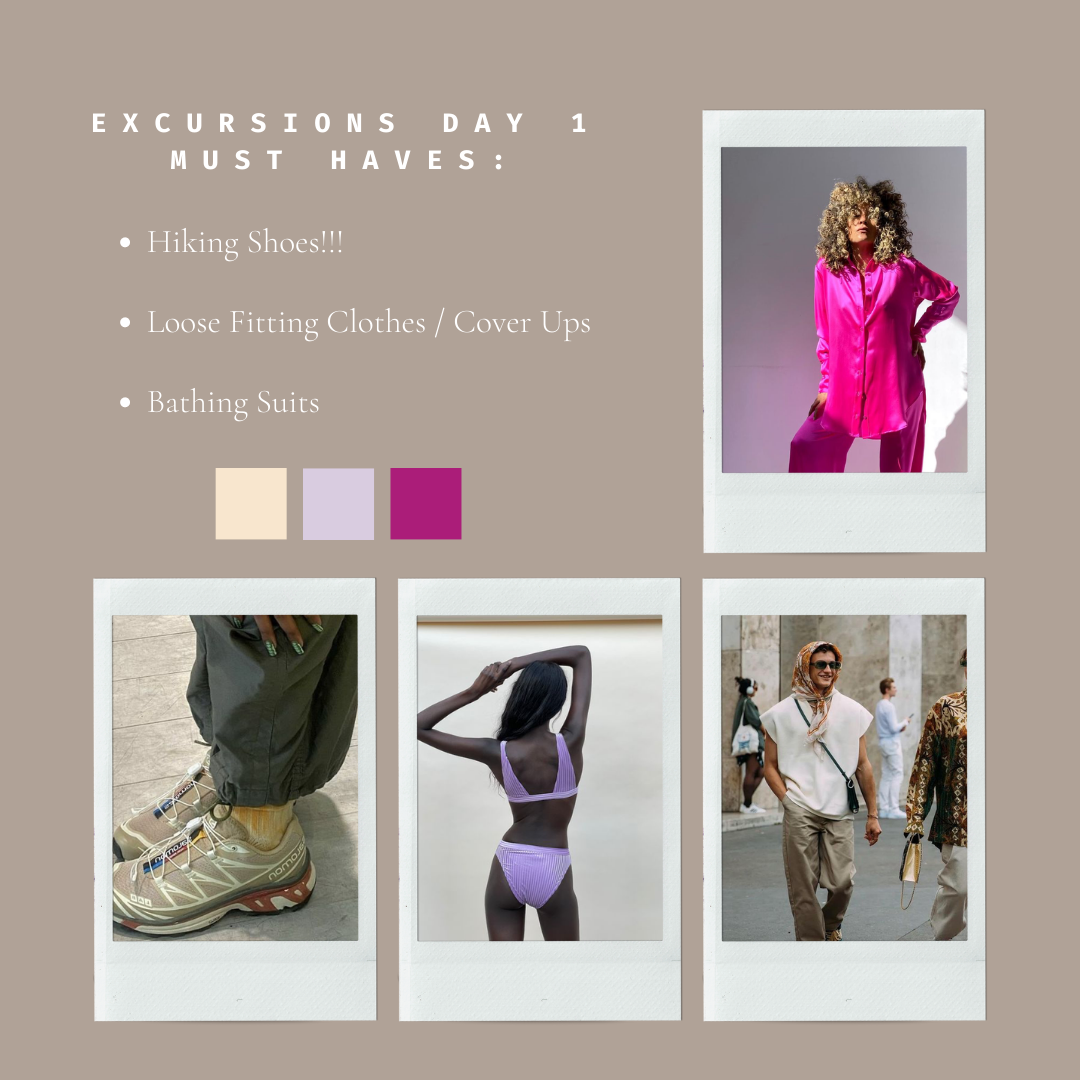 EXCURSIONS DAY 1
MUST HAVES:
• Hiking Shoes!!!
• Loose Fitting Clothes / Cover Ups
• Bathing Suits